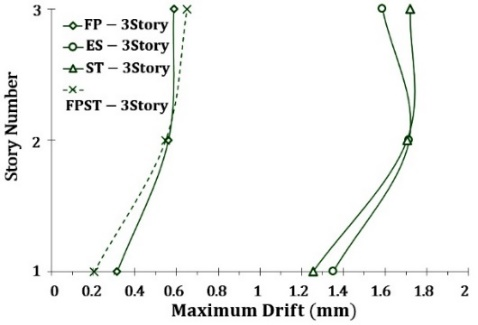 3
FP – 3Story
ES – 3Story
ST – 3Story
FPST – 3Story
Story Number
2
1
0 0.2 0.4 0.6 0.8 1 1.2 1.4 1.6 1.8 2
Maximum Drift (mm)